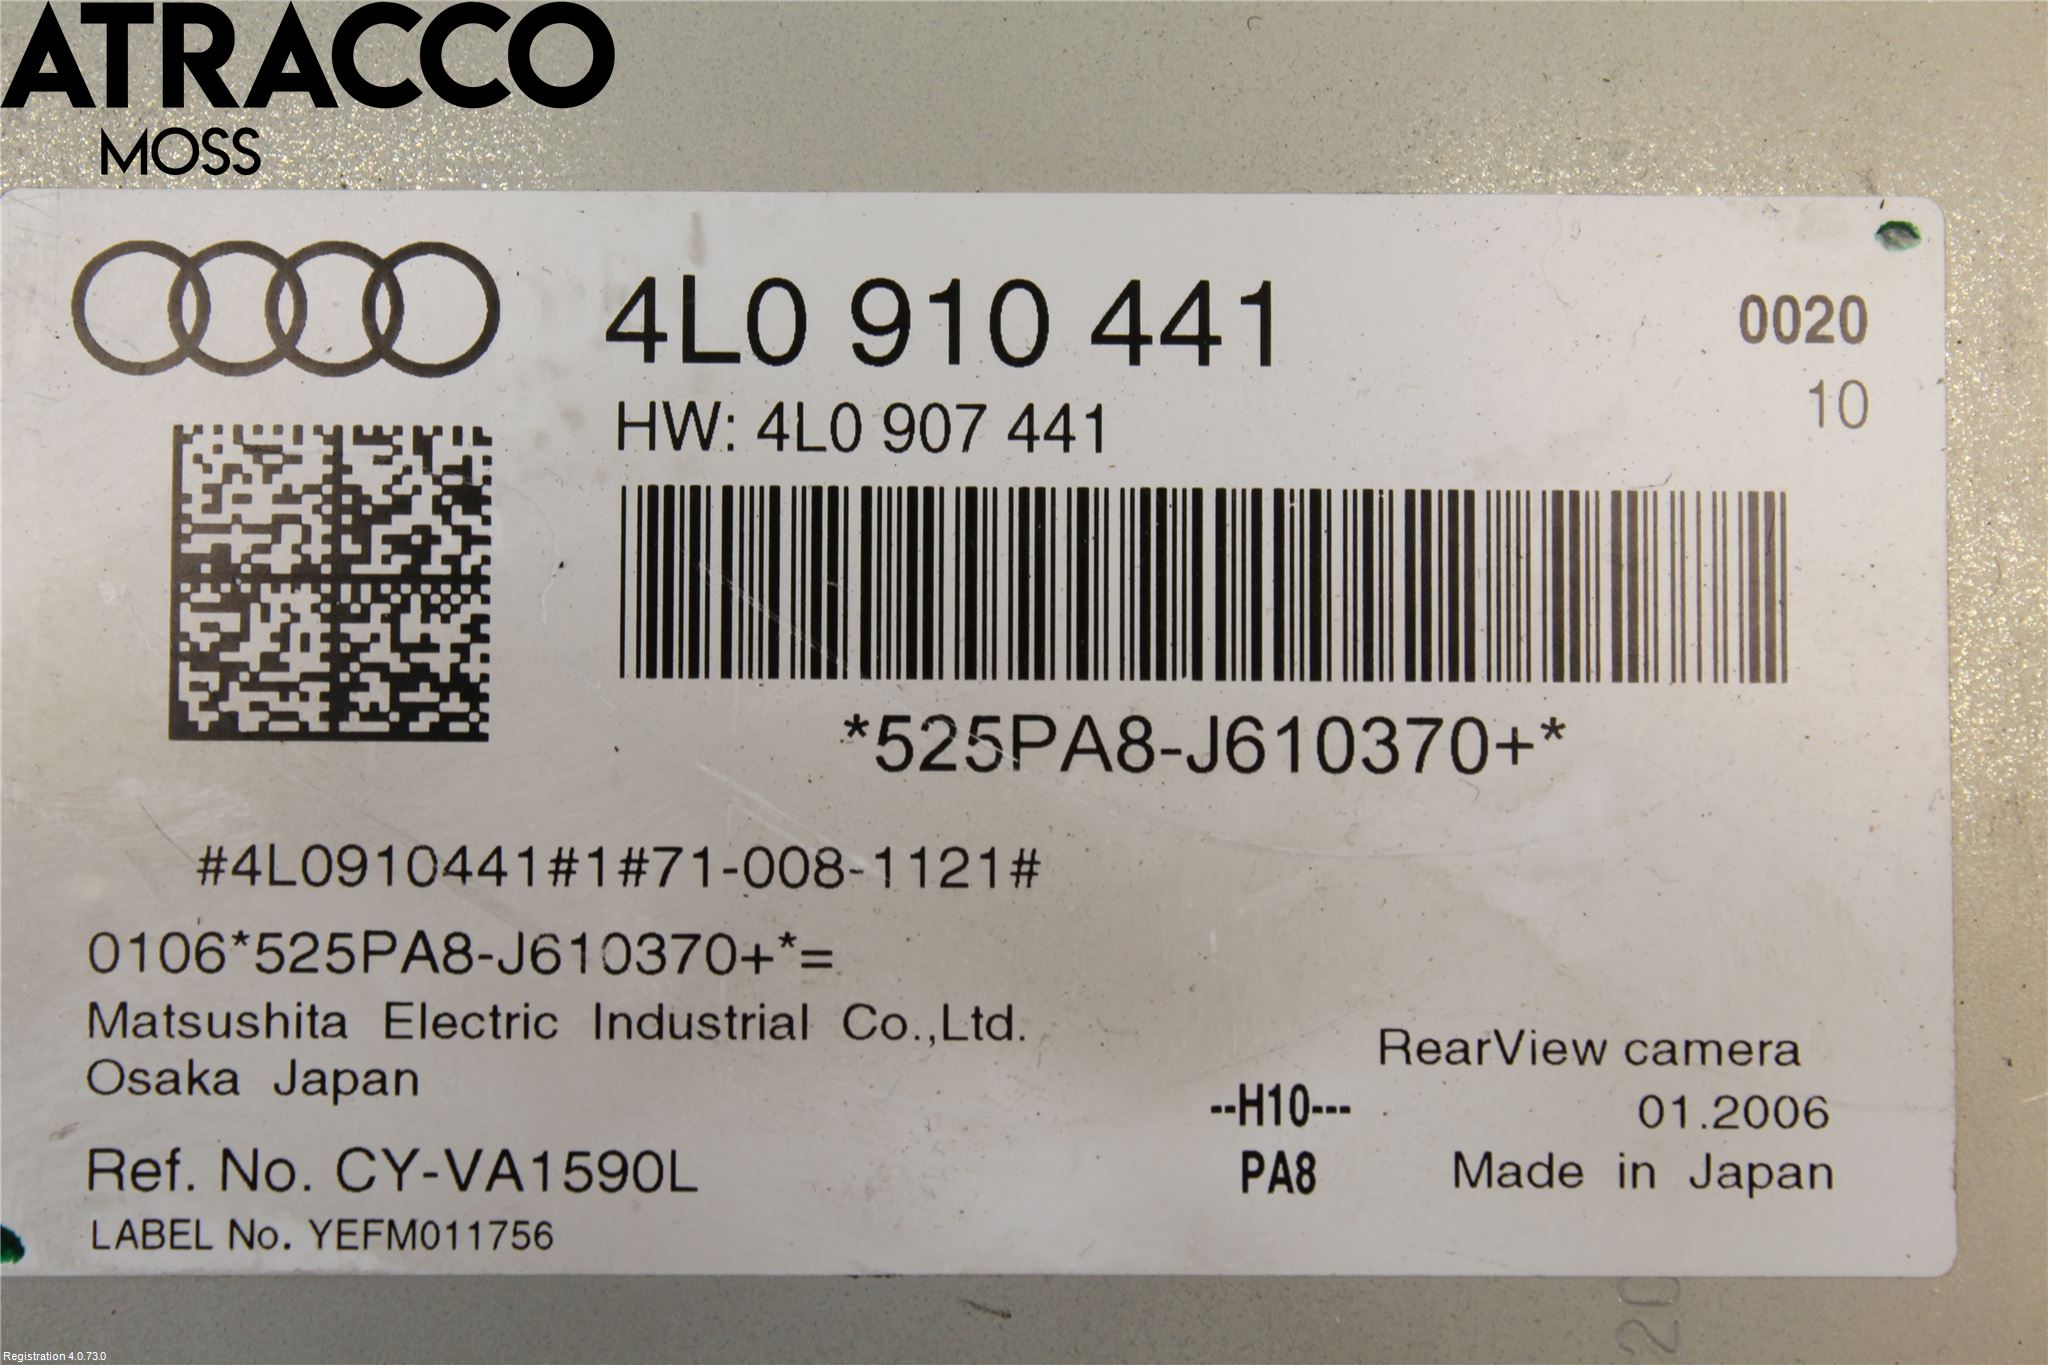 ATRACCO
MOSS
4L0 910 441
0020
HW: 4L0 907 441
10
*525PA8-J610370+*
#4L0910441#1#71-008-1121#
0106*525PA8-J610370+*=
Matsushita Electric Industrial Co.,Ltd.
Osaka Japan
RearView camera
--H10---
01.2006
Ref. No. CY-VA1590L
PA8
Made in Japan
LABEL No. YEFM011756
20
Registration 4.0.73.0